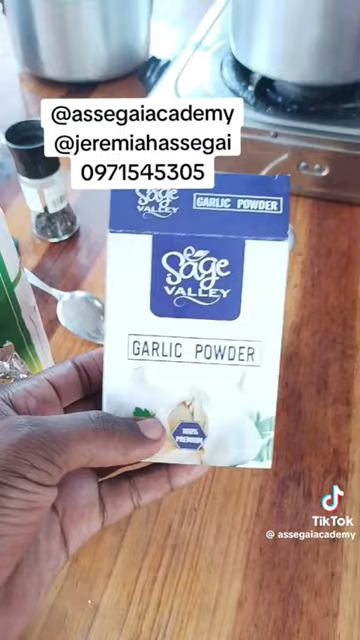 @assegaiacademy
@jeremiahassegai
0971545305
Sage
VALLEY
GARLIC POWDER
Sage
VALLEY
GARLIC POWDER
100%
PREMIUM
TikTok
@ assegaiacademy